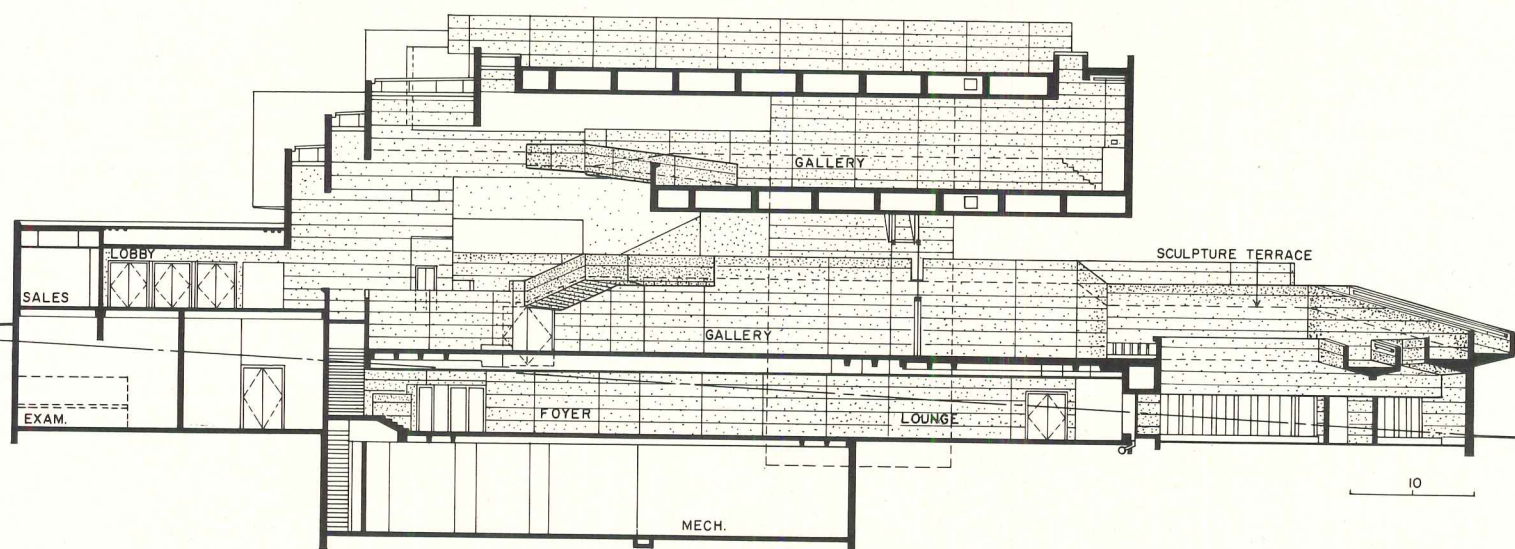 GALLERY
SCULPTURE TERRACE
LOBBY
SALES
GALLERY
EXAM.
FOYER
LOUNGE
MECH.
10